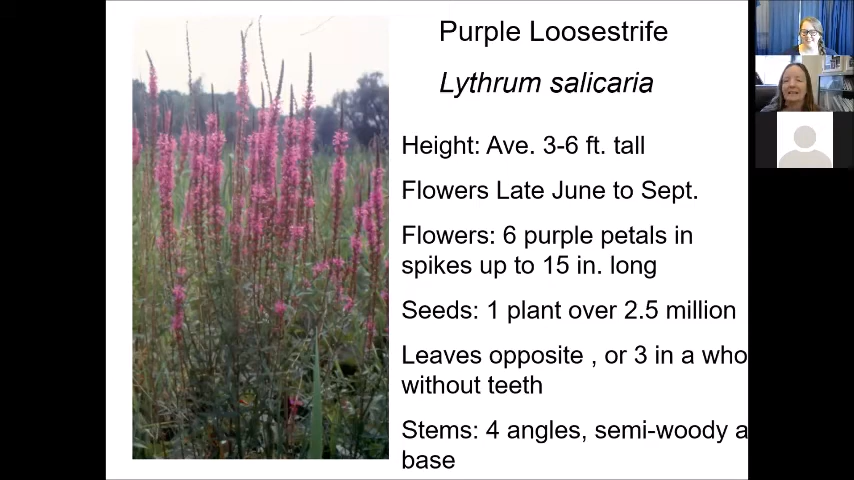 Purple Loosestrife
Lythrum salicaria
Height: Ave. 3-6 ft. tall
Flowers Late June to Sept.
Flowers: 6 purple petals in
spikes up to 15 in. long
Seeds: 1 plant over 2.5 million
Leaves opposite , or 3 in a who
without teeth
Stems: 4 angles, semi-woody a
base